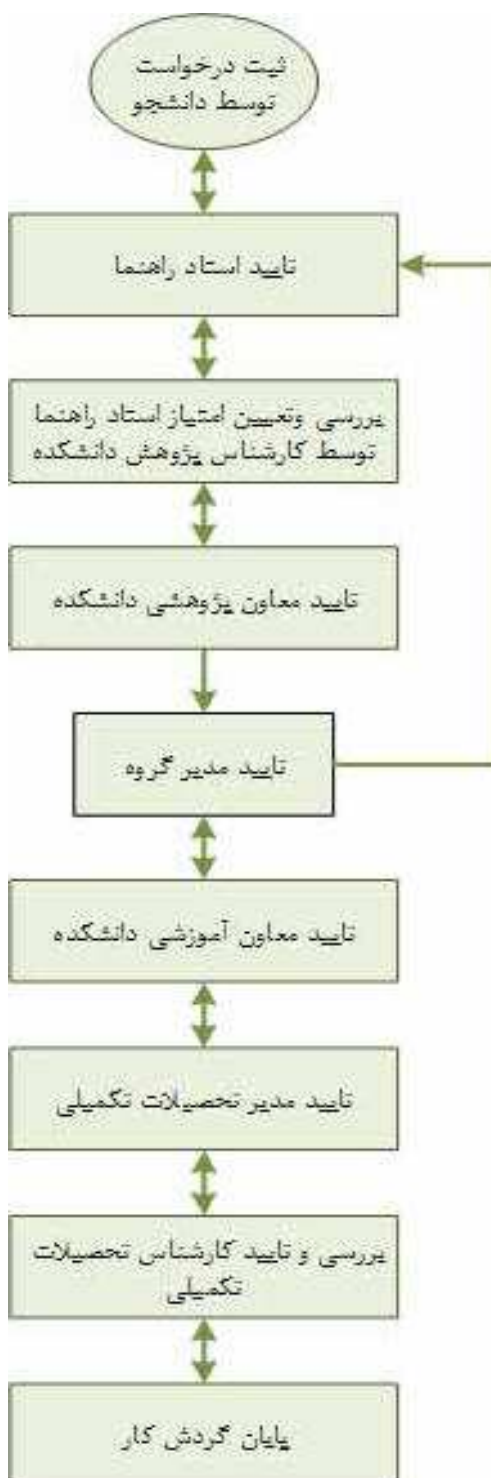 ثبت درخواست
توسط دانشجو
تایید استاد راهنما
بررسی وتعیین امتیاز استاد راهنما
توسط کارشناس پژوهش دانشکده
تایید معاون پژوهشی دانشکده
تایید مدیر گروه
تایید معاون آموزشی دانشکده
تایید مدیر تحصیلات تکمیلی
بررسی و تایید کارشناس تحصیلات
تکمیلی
پایان گردش کار